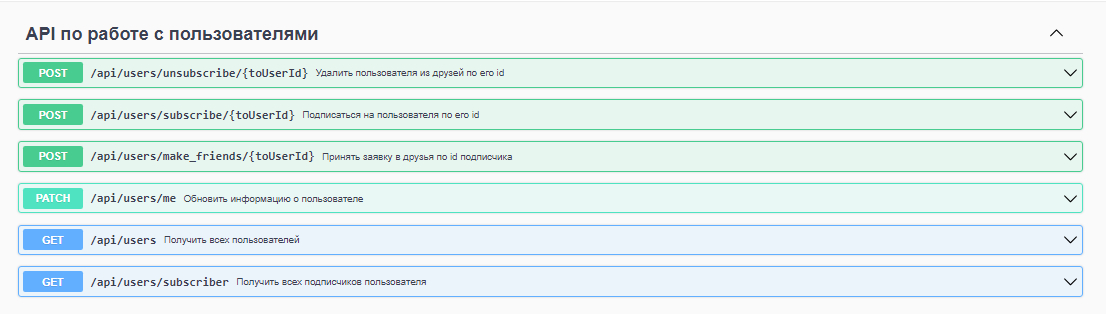 API по работе с пользователями
POST /api/users/unsubscribe/{toUserId} Удалить пользователя из друзей по его id
POST /api/users/subscribe/{toUserId} Подписаться на пользователя по его id
POST /api/users/make_friends/{toUserId} Принять заявку в друзья по id подписчика
PATCH /api/users/me Обновить информацию о пользователе
GET /api/users Получить всех пользователей
GET /api/users/subscriber Получить всех подписчиков пользователя